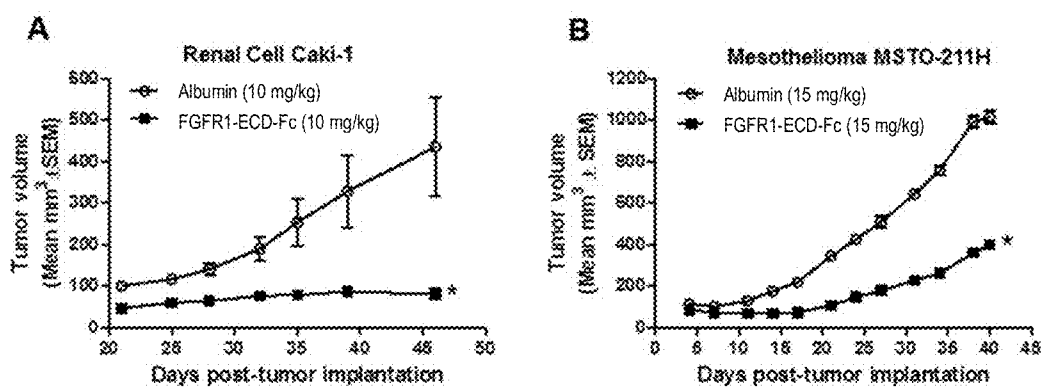 A
Renal Cell Caki-1
Albumin (10 mg/kg)
FGFR1-ECD-Fc (10 mg/kg)
Tumor volume
(Mean mm³ ±SEM)
600
500
400
300
200
100
0
*
20 25 30 35 40 45 50
Days post-tumor implantation
B
Mesothelioma MSTO-211H
Albumin (15 mg/kg)
FGFR1-ECD-Fc (15 mg/kg)
Tumor volume
(Mean mm³ ± SEM)
1200
1000
800
600
400
200
0
*
0 5 10 15 20 25 30 35 40 45
Days post-tumor implantation